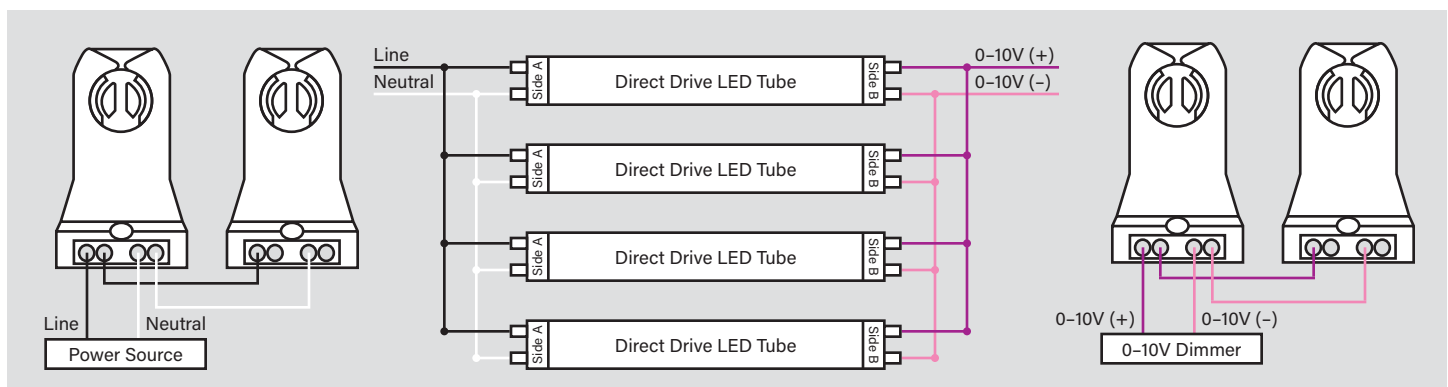 Line
Neutral
Power Source
Line
Neutral
Side A
Direct Drive LED Tube
Side B
0–10V (+)
0–10V (–)
Side A
Direct Drive LED Tube
Side B
Side A
Direct Drive LED Tube
Side B
Side A
Direct Drive LED Tube
Side B
0–10V (+)
0–10V (–)
0–10V Dimmer